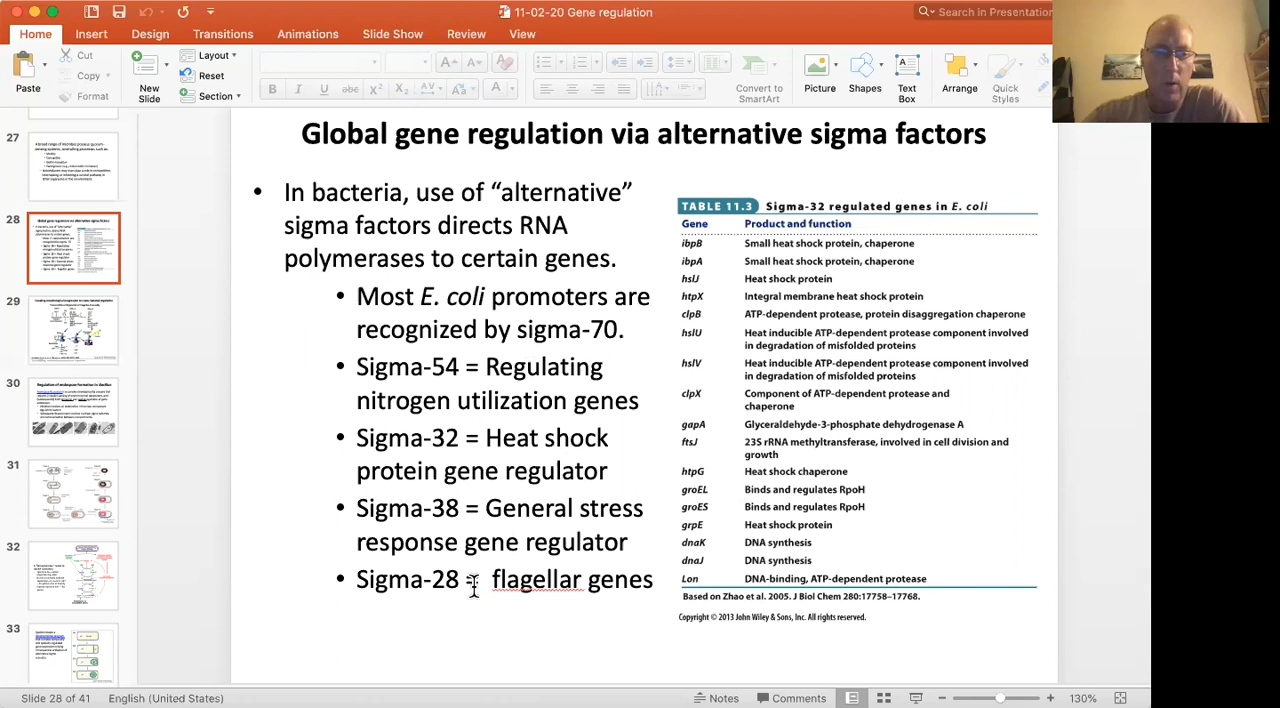 11-02-20 Gene regulation
Search in Presentation
Home Insert Design Transitions Animations Slide Show Review View
Paste
Cut
Copy
Format
New
Slide
Layout
Reset
Section
B I U abc X² X₂ AV Aa A
Convert to
SmartArt
Picture
Shapes
Text
Box
Arrange
Quick
Styles
27
28
29
30
31
32
33
Global gene regulation via alternative sigma factors
• In bacteria, use of “alternative”
sigma factors directs RNA
polymerases to certain genes.
• Most E. coli promoters are
recognized by sigma-70.
• Sigma-54 = Regulating
nitrogen utilization genes
• Sigma-32 = Heat shock
protein gene regulator
• Sigma-38 = General stress
response gene regulator
• Sigma-28 = flagellar genes
TABLE 11.3 Sigma-32 regulated genes in E. coli
Gene Product and function
ibpB Small heat shock protein, chaperone
ibpA Small heat shock protein, chaperone
hslJ Heat shock protein
htpX Integral membrane heat shock protein
clpB ATP-dependent protease, protein disaggregation chaperone
hslU Heat inducible ATP-dependent protease component involved
in degradation of misfolded proteins
hslV Heat inducible ATP-dependent protease component involved
in degradation of misfolded proteins
clpX Component of ATP-dependent protease and
chaperone
gapA Glyceraldehyde-3-phosphate dehydrogenase A
ftsJ 23S rRNA methyltransferase, involved in cell division and
growth
htpG Heat shock chaperone
groEL Binds and regulates RpoH
groES Binds and regulates RpoH
grpE Heat shock protein
dnaK DNA synthesis
dnaJ DNA synthesis
Lon DNA-binding, ATP-dependent protease
Based on Zhao et al. 2005. J Biol Chem 280:17758–17768.
Copyright © 2013 John Wiley & Sons, Inc. All rights reserved.
Slide 28 of 41 English (United States) Notes Comments 130%